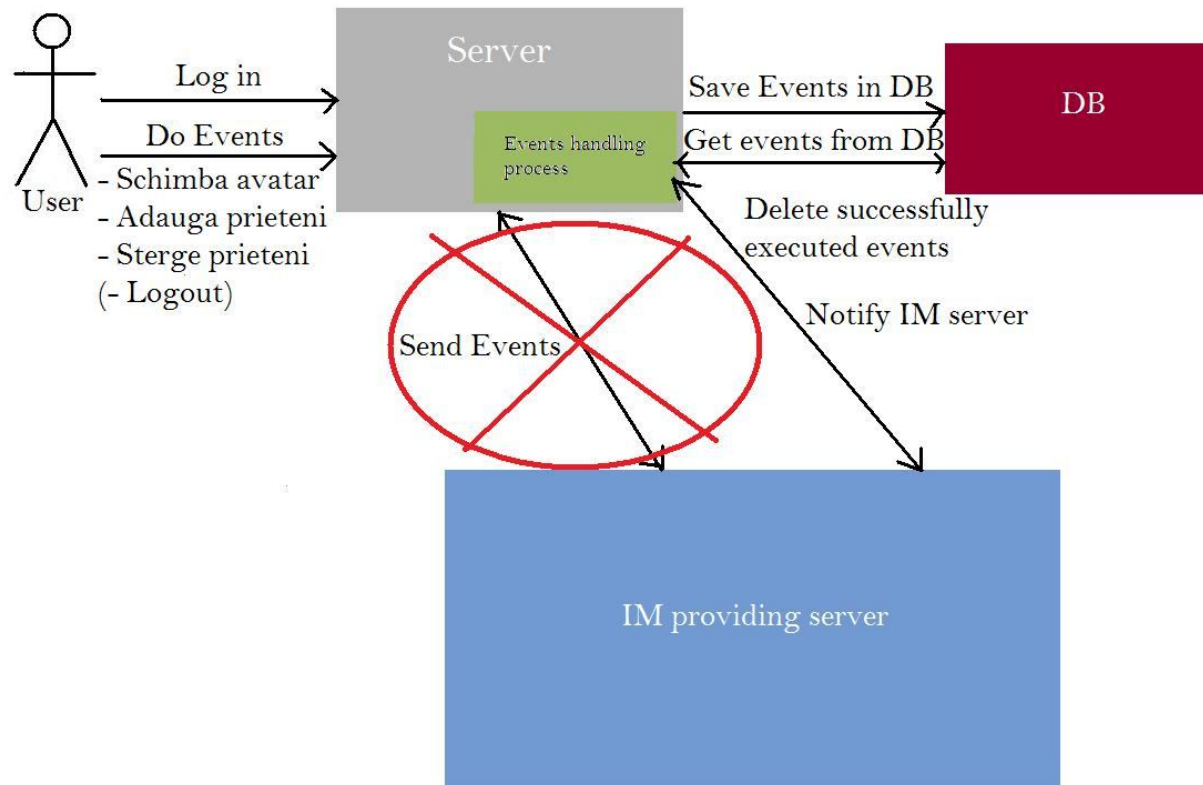 Server
Log in
Do Events
- Schimba avatar
- Adauga prieteni
- Sterge prieteni
(- Logout)
User
Events handling
process
Save Events in DB
Get events from DB
DB
Delete successfully
executed events
Notify IM server
Send Events
IM providing server